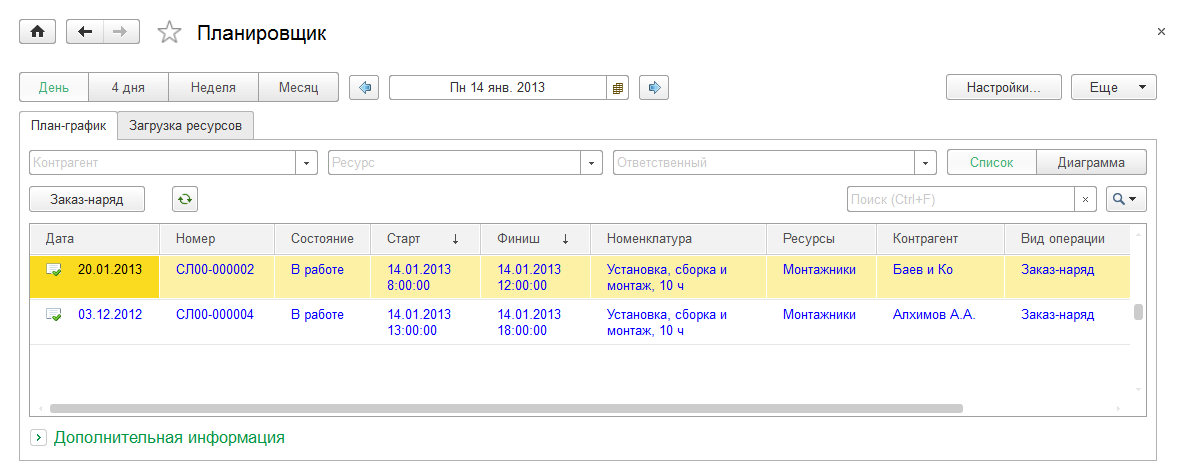 Планировщик
День 4 дня Неделя Месяц Пн 14 янв. 2013 Настройки... Еще
План-график Загрузка ресурсов
Контрагент Ресурс Ответственный Список Диаграмма
Заказ-наряд Поиск (Ctrl+F)
Дата Номер Состояние Старт ↓ Финиш ↓ Номенклатура Ресурсы Контрагент Вид операции
20.01.2013 СЛ00-000002 В работе 14.01.2013 14.01.2013 Установка, сборка и Монтажники Баев и Ко Заказ-наряд
8:00:00 12:00:00 монтаж, 10 ч
03.12.2012 СЛ00-000004 В работе 14.01.2013 14.01.2013 Установка, сборка и Монтажники Алхимов А.А. Заказ-наряд
13:00:00 18:00:00 монтаж, 10 ч
Дополнительная информация